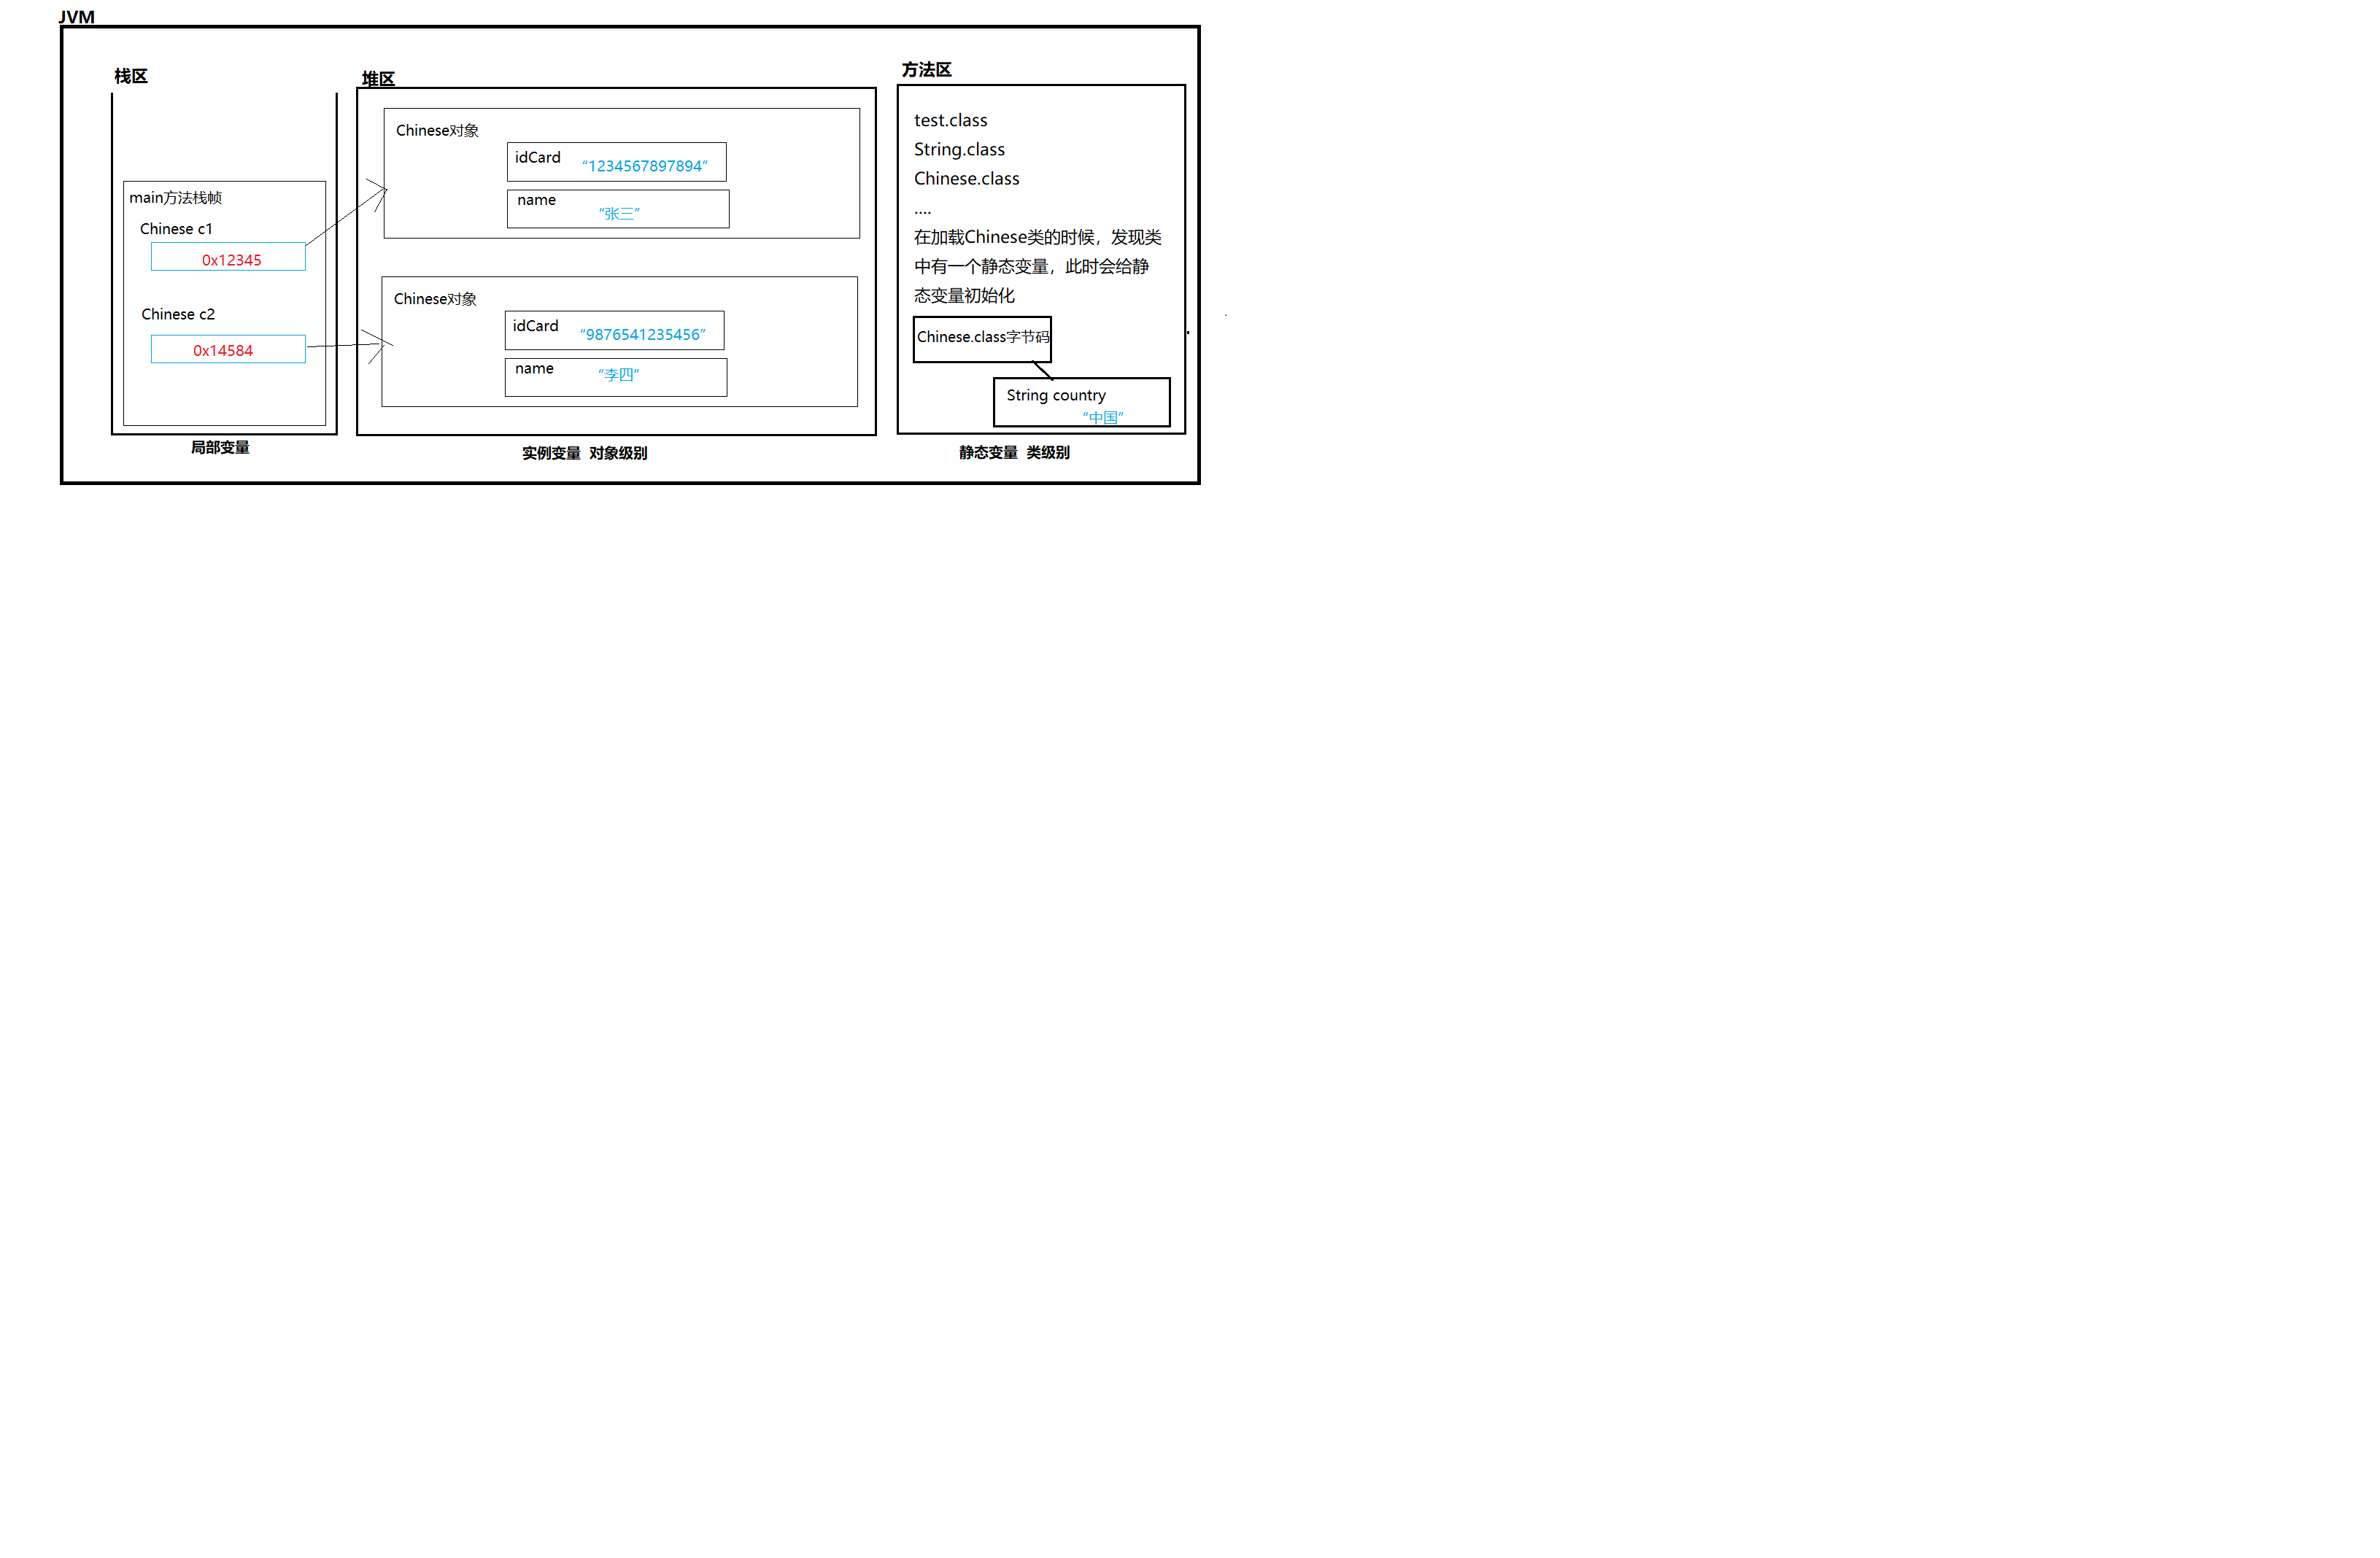 JVM
栈区
main方法栈帧
Chinese c1
0x12345
Chinese c2
0x14584
局部变量
堆区
Chinese对象
idCard “1234567897894”
name “张三”
Chinese对象
idCard “9876541235456”
name “李四”
实例变量 对象级别
方法区
test.class
String.class
Chinese.class
....
在加载Chinese类的时候，发现类
中有一个静态变量，此时会给静
态变量初始化
Chinese.class字节码
String country
“中国”
静态变量 类级别